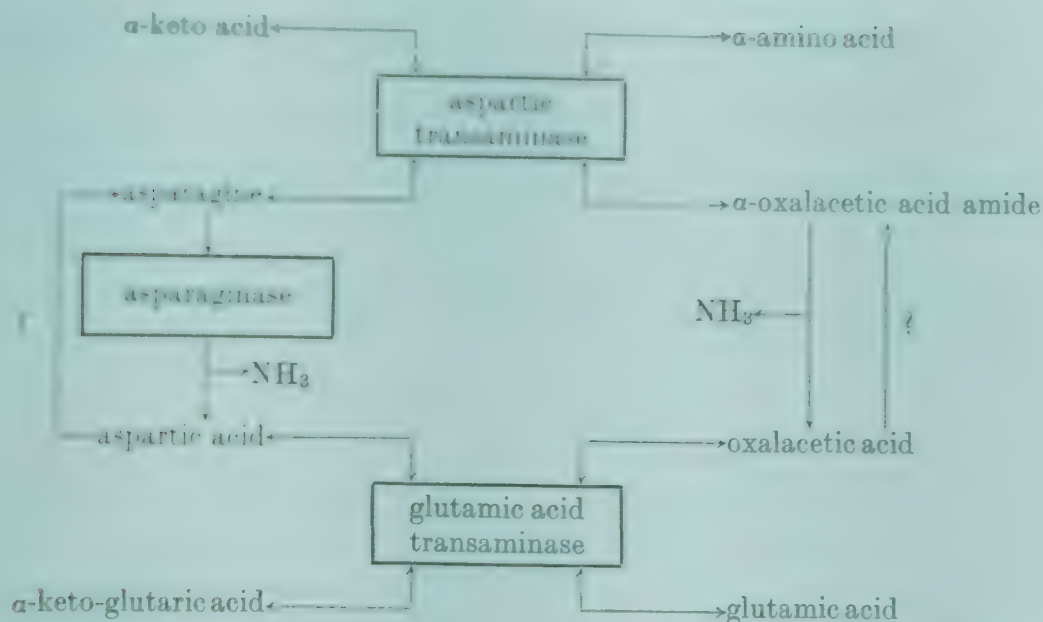 α-keto acid
α-amino acid
aspartic
transaminase
asparagine
α-oxalacetic acid amide
asparaginase
NH₃
?
NH₃
aspartic acid
oxalacetic acid
glutamic acid
transaminase
α-keto-glutaric acid
glutamic acid